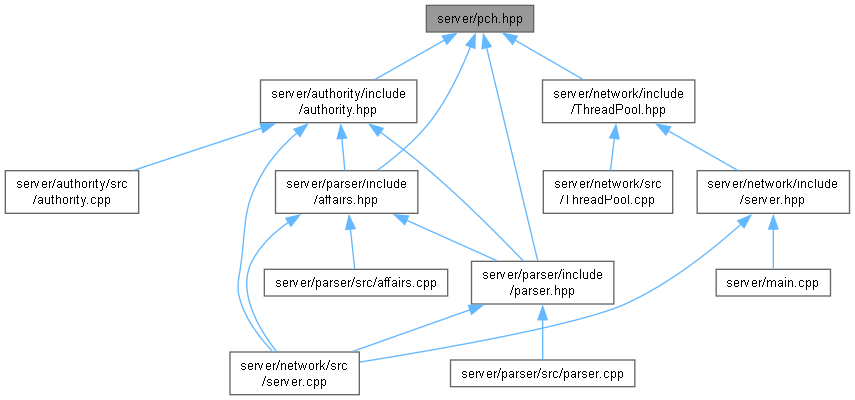 server/pch.hpp
server/authority/include
/authority.hpp
server/network/include
/ThreadPool.hpp
server/authority/src
/authority.cpp
server/parser/include
/affairs.hpp
server/network/src
/ThreadPool.cpp
server/network/include
/server.hpp
server/parser/src/affairs.cpp
server/parser/include
/parser.hpp
server/main.cpp
server/network/src
/server.cpp
server/parser/src/parser.cpp